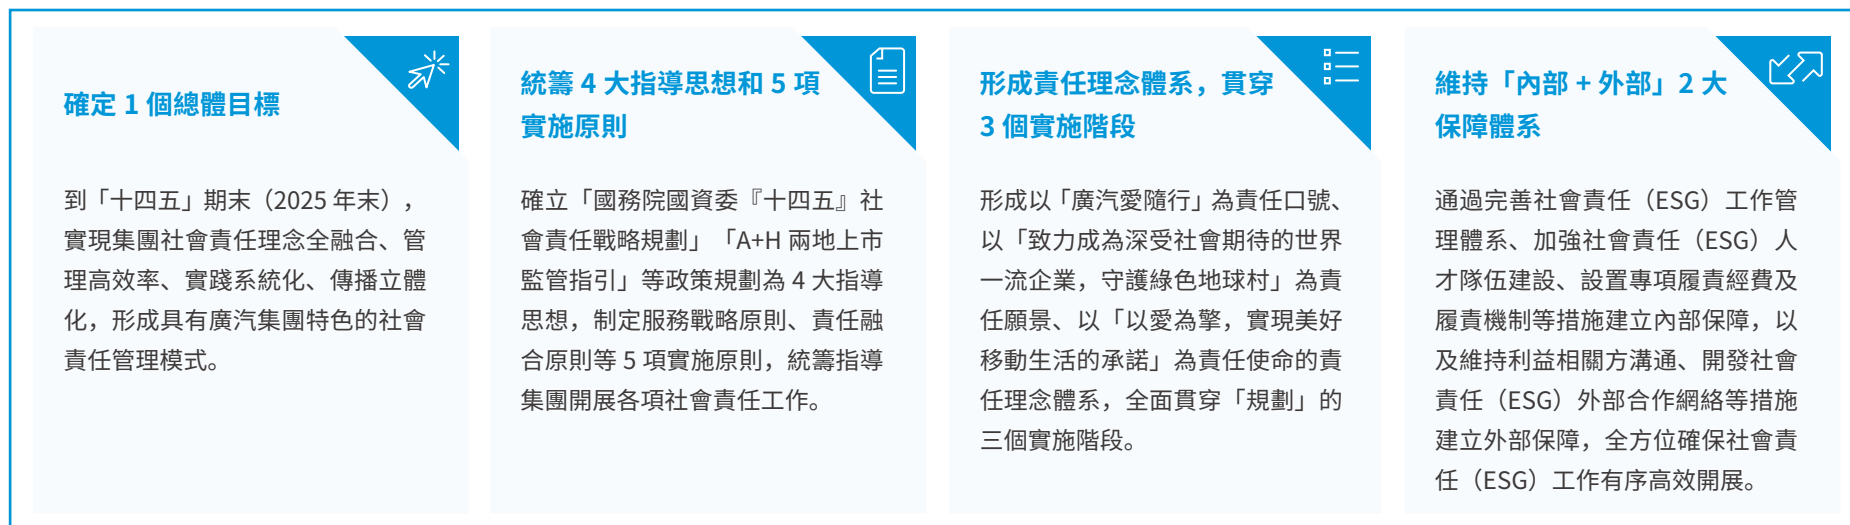 確定 1 個總體目標
到「十四五」期末（2025 年末），
實現集團社會責任理念全融合、管
理高效率、實踐系統化、傳播立體
化，形成具有廣汽集團特色的社會
責任管理模式。
統籌 4 大指導思想和 5 項
實施原則
確立「國務院國資委『十四五』社
會責任戰略規劃」「A+H 兩地上市
監管指引」等政策規劃為 4 大指導
思想，制定服務戰略原則、責任融
合原則等 5 項實施原則，統籌指導
集團開展各項社會責任工作。
形成責任理念體系，貫穿
3 個實施階段
形成以「廣汽愛隨行」為責任口號、
以「致力成為深受社會期待的世界
一流企業，守護綠色地球村」為責
任願景、以「以愛為擎，實現美好
移動生活的承諾」為責任使命的責
任理念體系，全面貫穿「規劃」的
三個實施階段。
維持「內部 + 外部」2 大
保障體系
通過完善社會責任（ESG）工作管
理體系、加強社會責任（ESG）人
才隊伍建設、設置專項履責經費及
履責機制等措施建立內部保障，以
及維持利益相關方溝通、開發社會
責任（ESG）外部合作網絡等措施
建立外部保障，全方位確保社會責
任（ESG）工作有序高效開展。